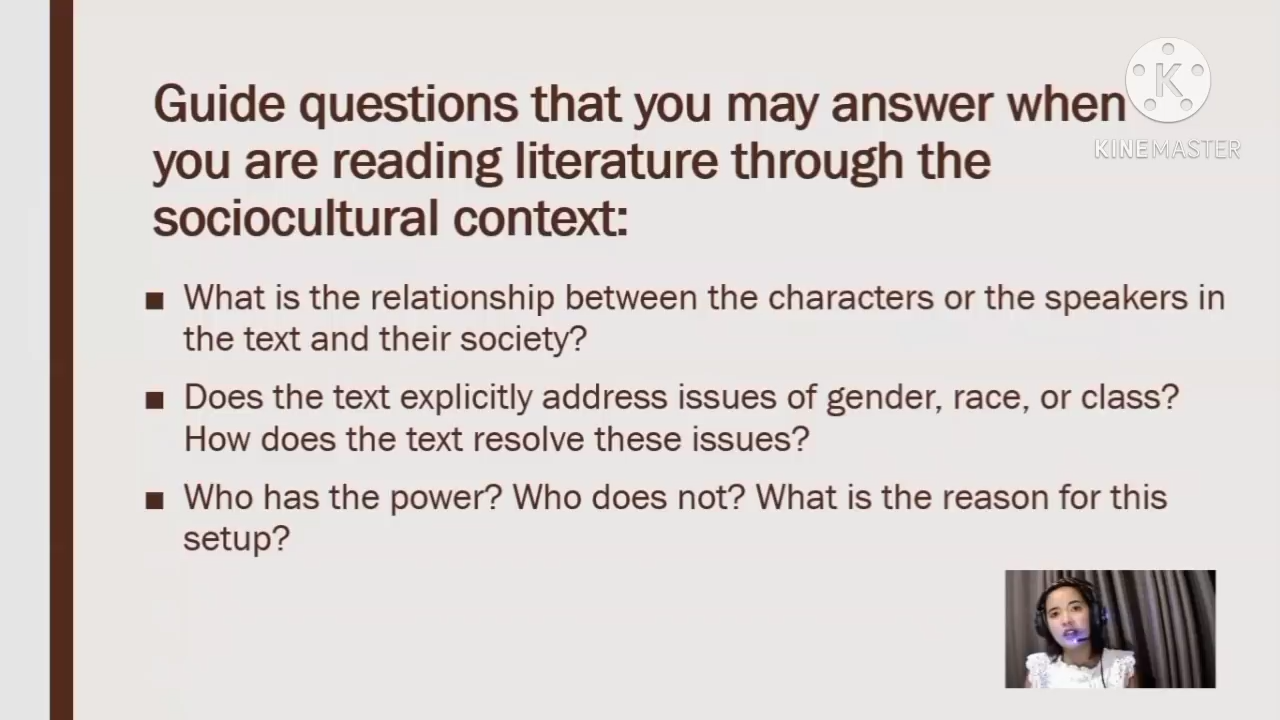 Guide questions that you may answer when
you are reading literature through the
sociocultural context:
K
KINEMASTER
■ What is the relationship between the characters or the speakers in
the text and their society?
■ Does the text explicitly address issues of gender, race, or class?
How does the text resolve these issues?
■ Who has the power? Who does not? What is the reason for this
setup?